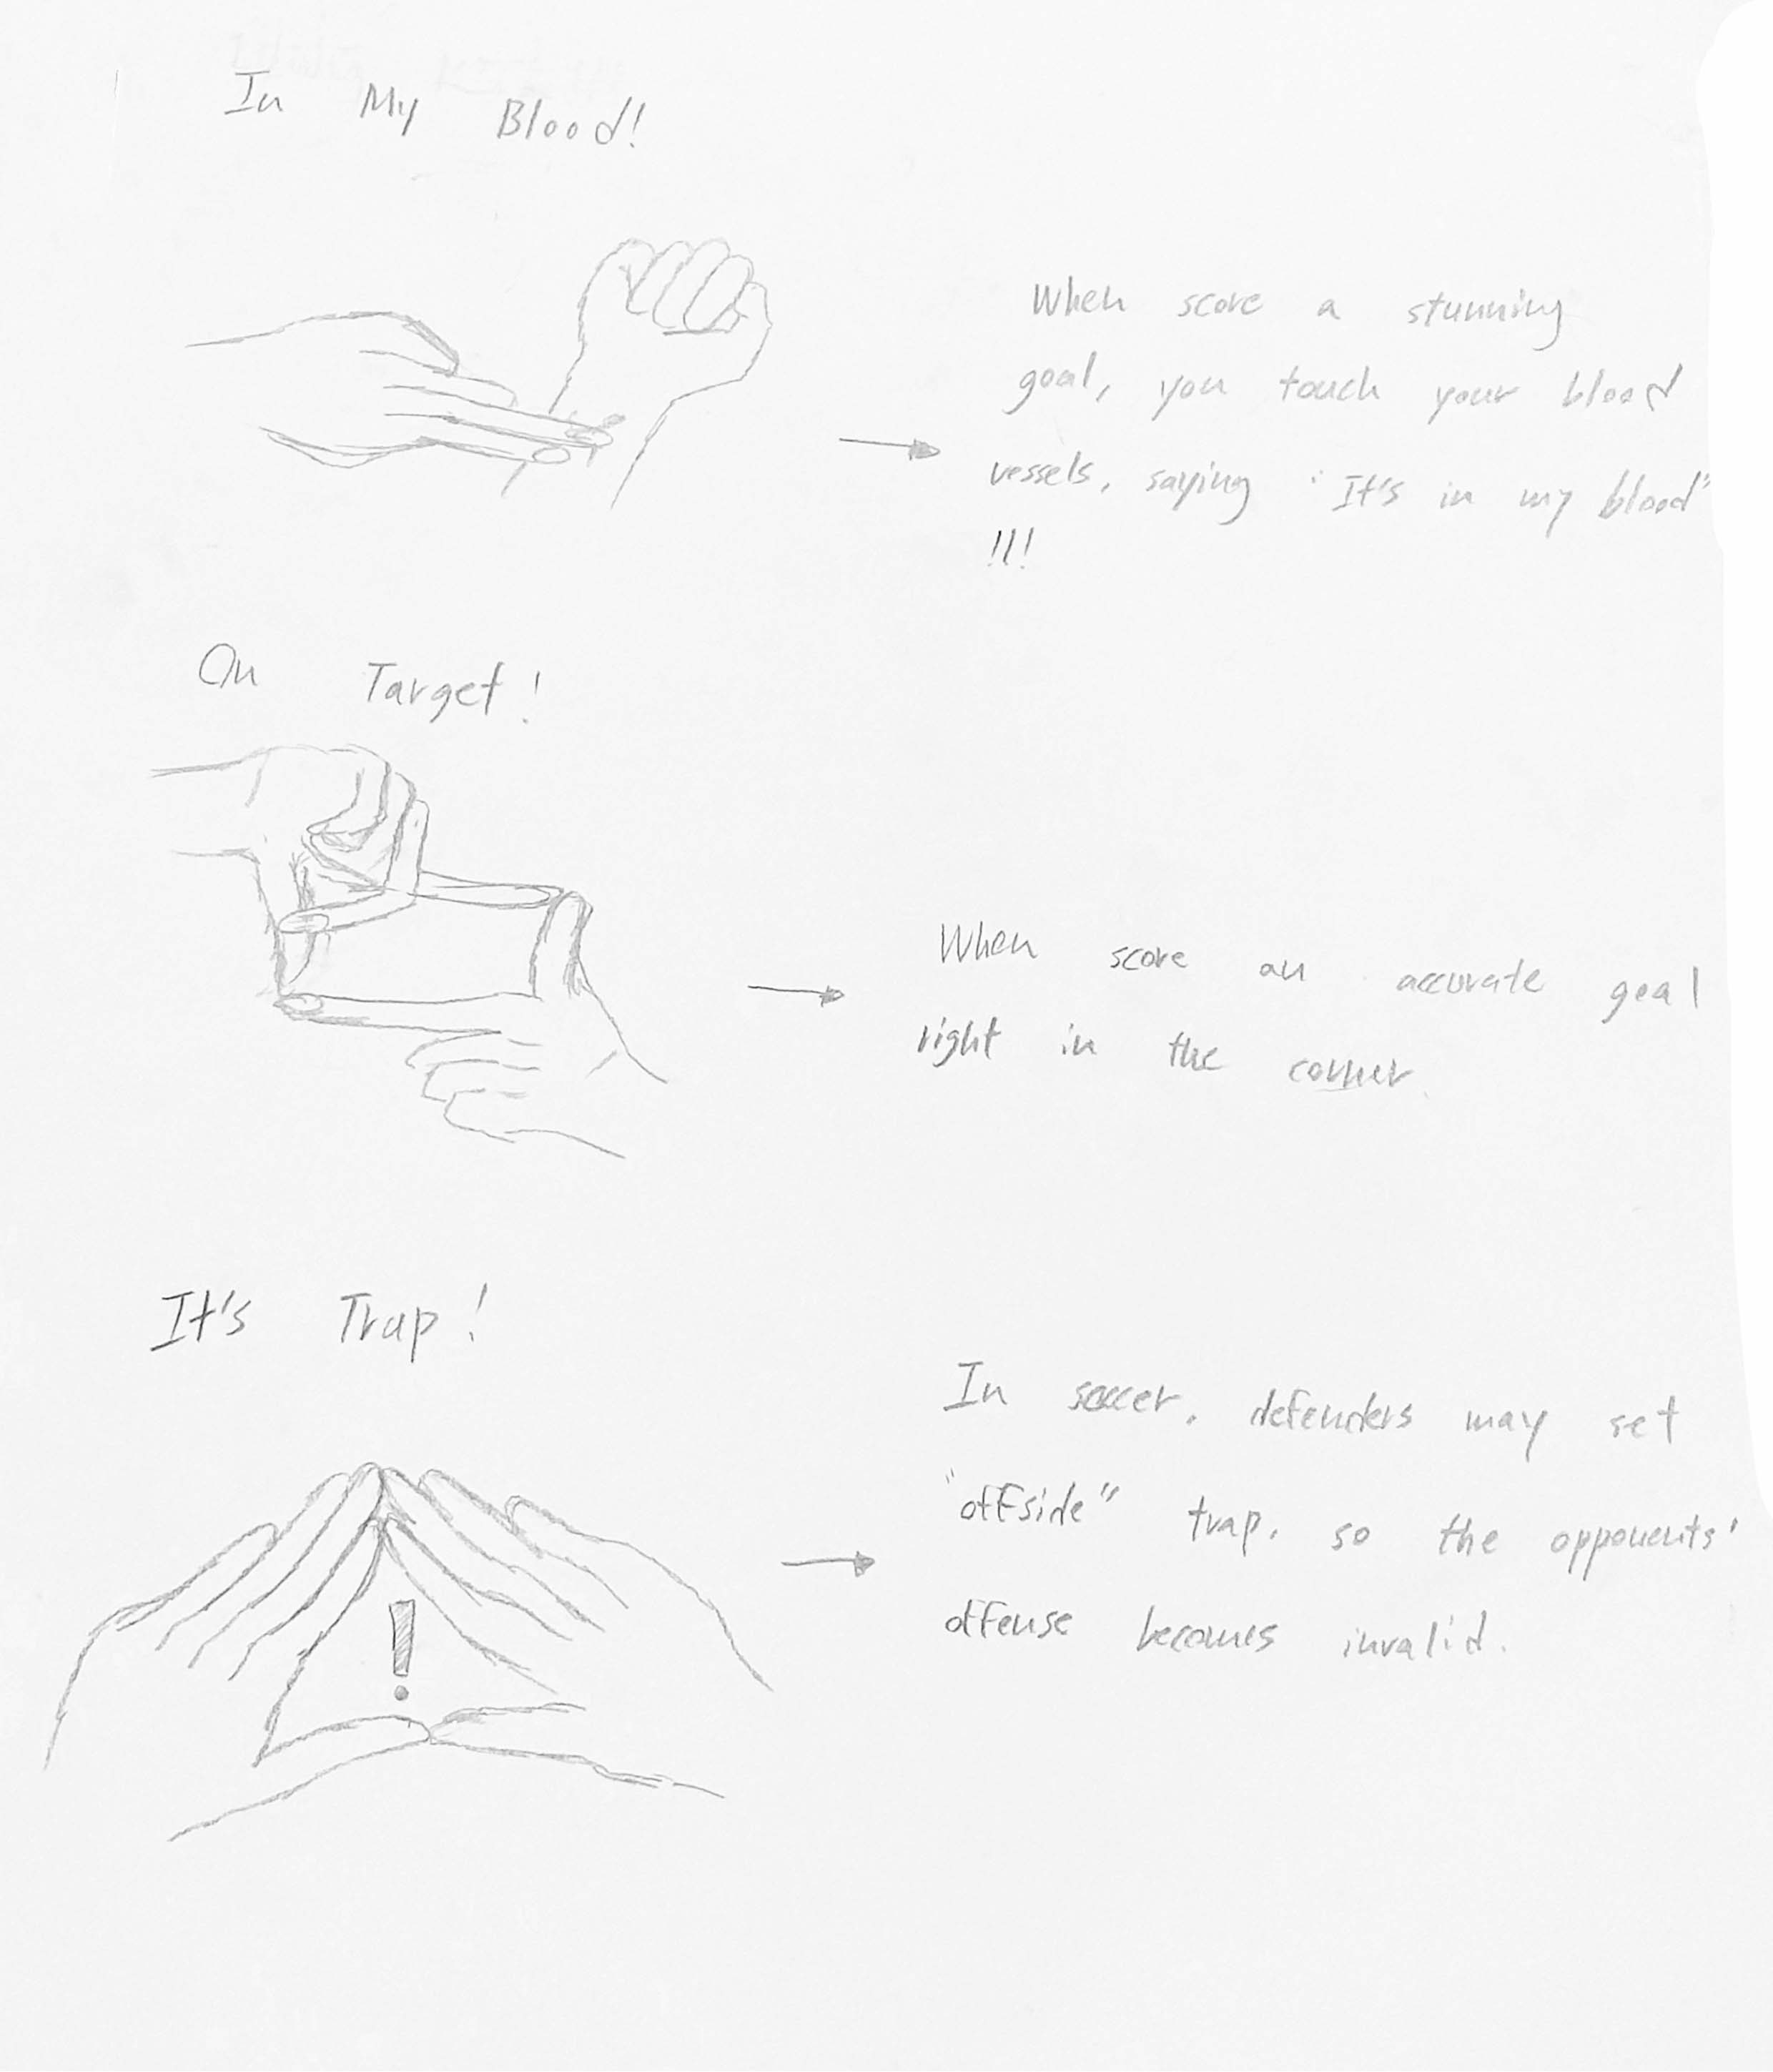 In My Blood!
When score a stunning
goal, you touch your blood
vessels, saying "It's in my blood"
!!!
On Target!
When score an accurate goal
right in the corner.
It's Trap!
In soccer, defenders may set
"offside" trap, so the opponents'
offense becomes invalid.
!